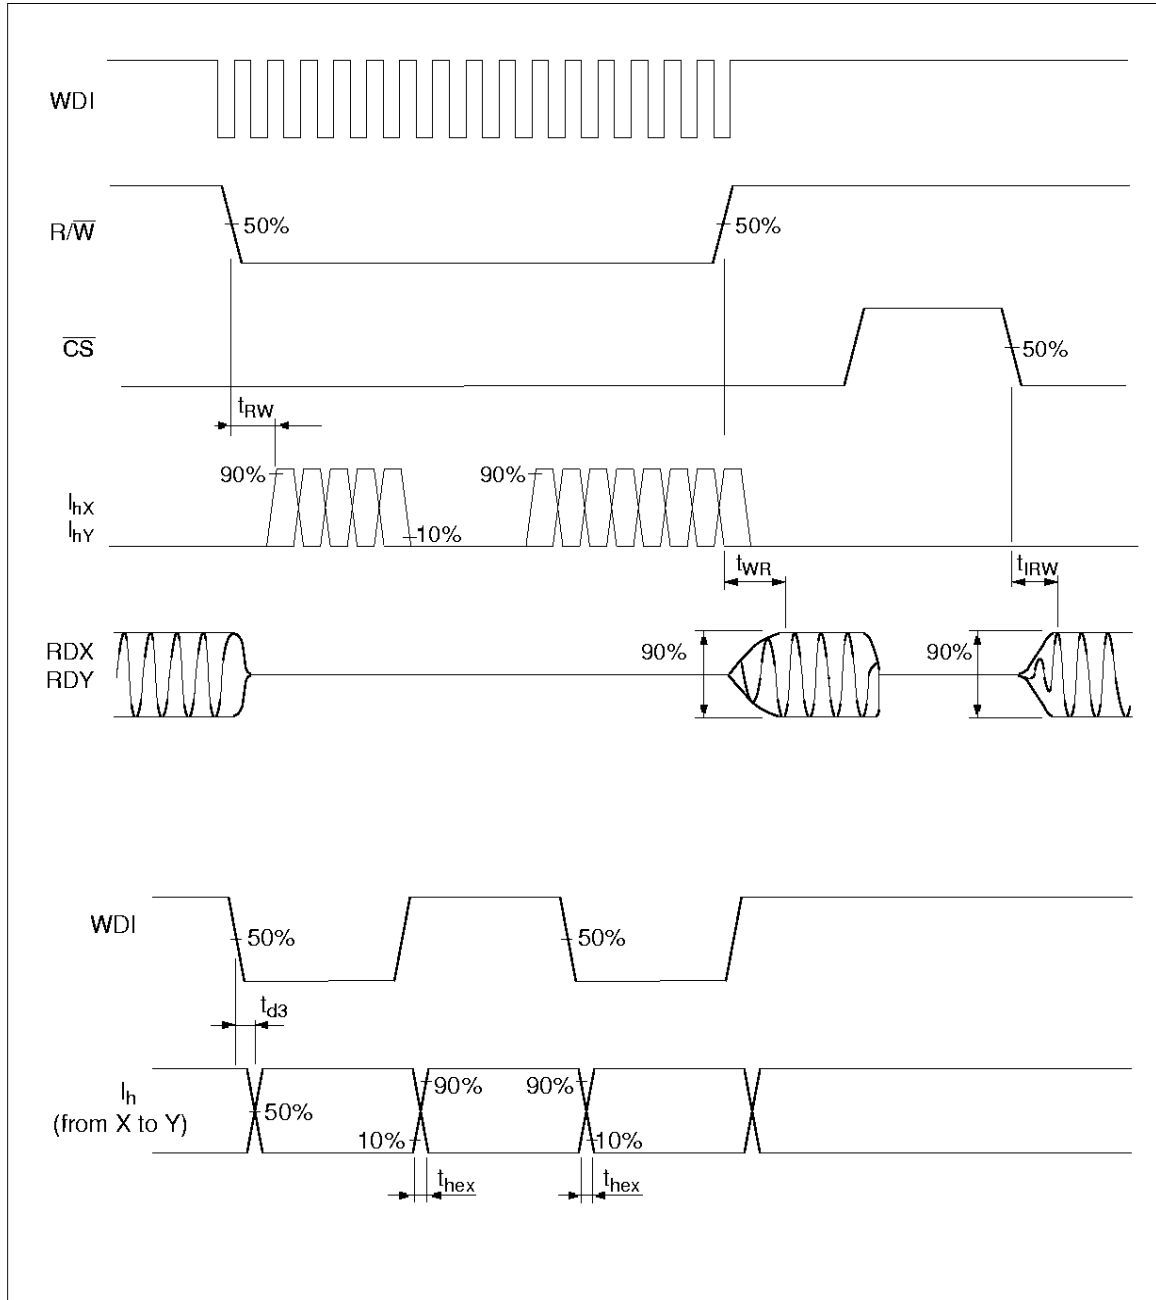 WDI
R/W̅
50%
50%
C̅S̅
50%
tRW
90%
90%
IhX
IhY
10%
tWR
tIRW
RDX
RDY
90%
90%
WDI
50%
50%
td3
Ih
(from X to Y)
50%
90%
90%
10%
10%
thex
thex